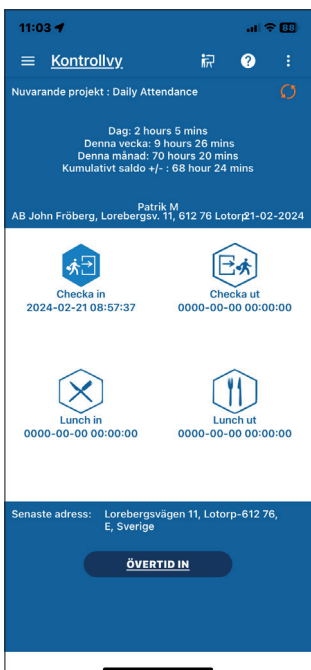 11:03
88
Kontrollvy
Nuvarande projekt : Daily Attendance
Dag: 2 hours 5 mins
Denna vecka: 9 hours 26 mins
Denna månad: 70 hours 20 mins
Kumulativt saldo +/- : 68 hour 24 mins
Patrik M
AB John Fröberg, Lorebergsv. 11, 612 76 Lotorp21-02-2024
Checka in
2024-02-21 08:57:37
Checka ut
0000-00-00 00:00:00
Lunch in
0000-00-00 00:00:00
Lunch ut
0000-00-00 00:00:00
Senaste adress: Lorebergsvägen 11, Lotorp-612 76,
E, Sverige
ÖVERTID IN